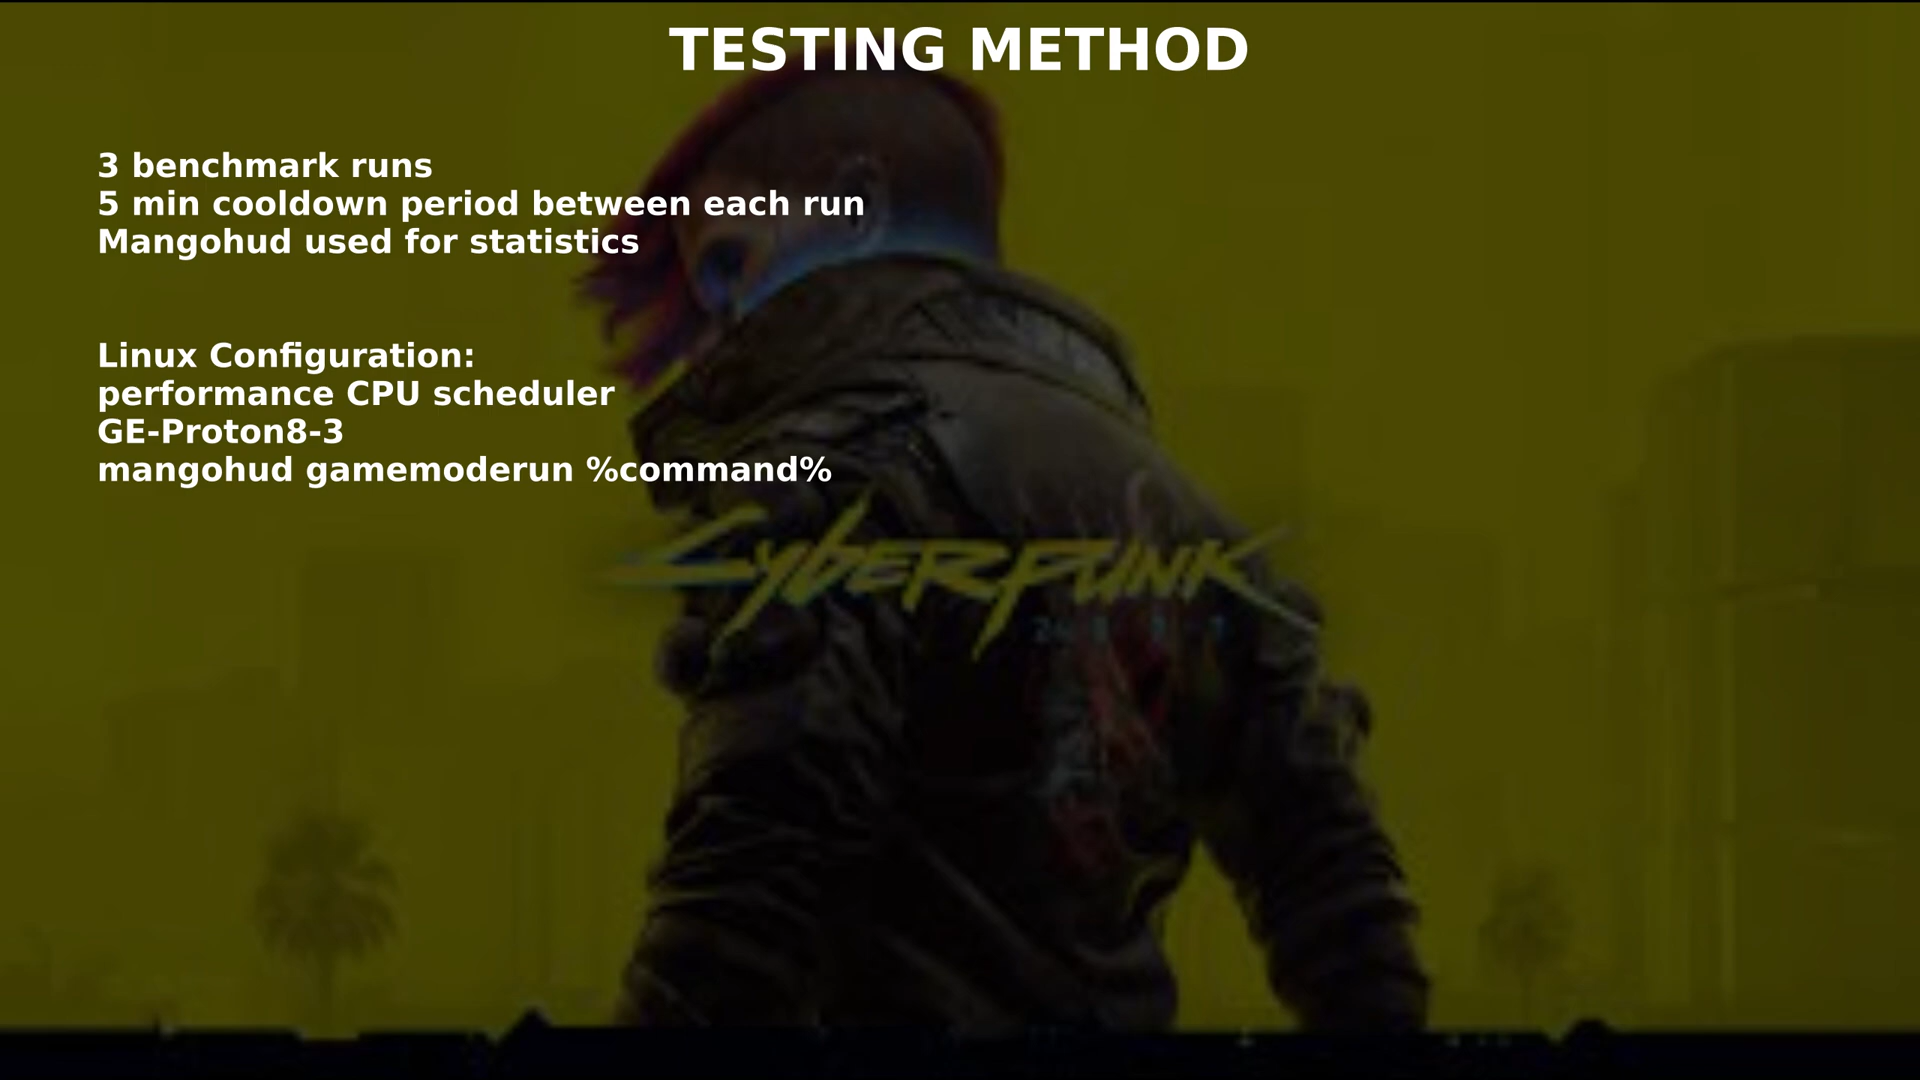 TESTING METHOD
3 benchmark runs
5 min cooldown period between each run
Mangohud used for statistics
Linux Configuration:
performance CPU scheduler
GE-Proton8-3
mangohud gamemoderun %command%
Cyberpunk